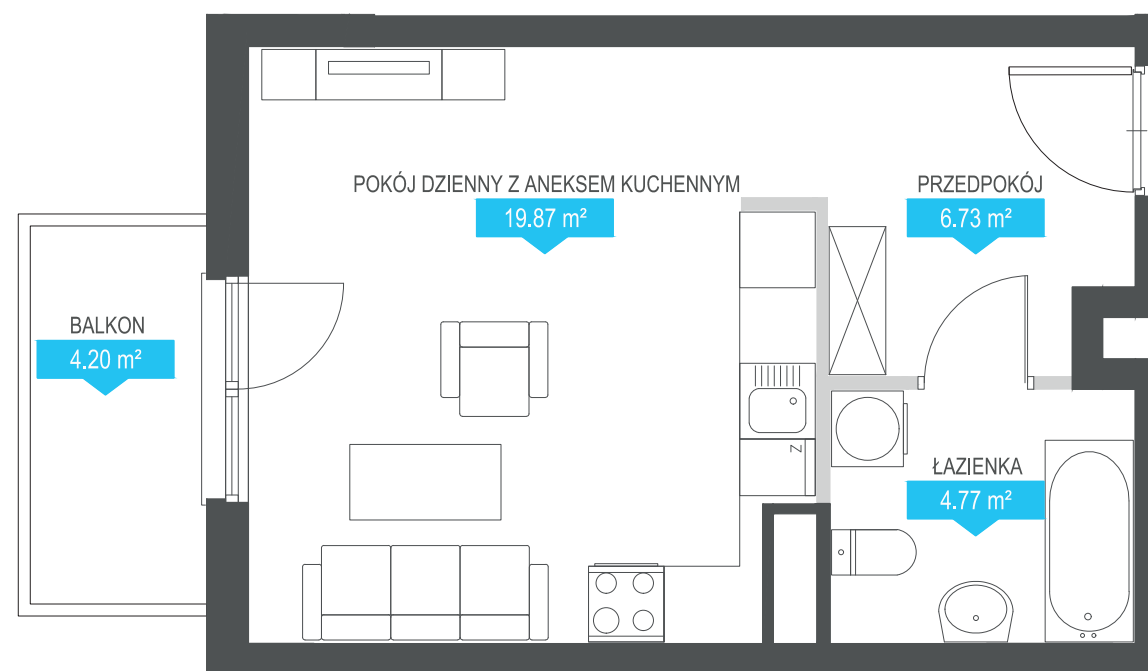 POKÓJ DZIENNY Z ANEKSEM KUCHENNYM
19.87 m²
PRZEDPOKÓJ
6.73 m²
BALKON
4.20 m²
Z
ŁAZIENKA
4.77 m²